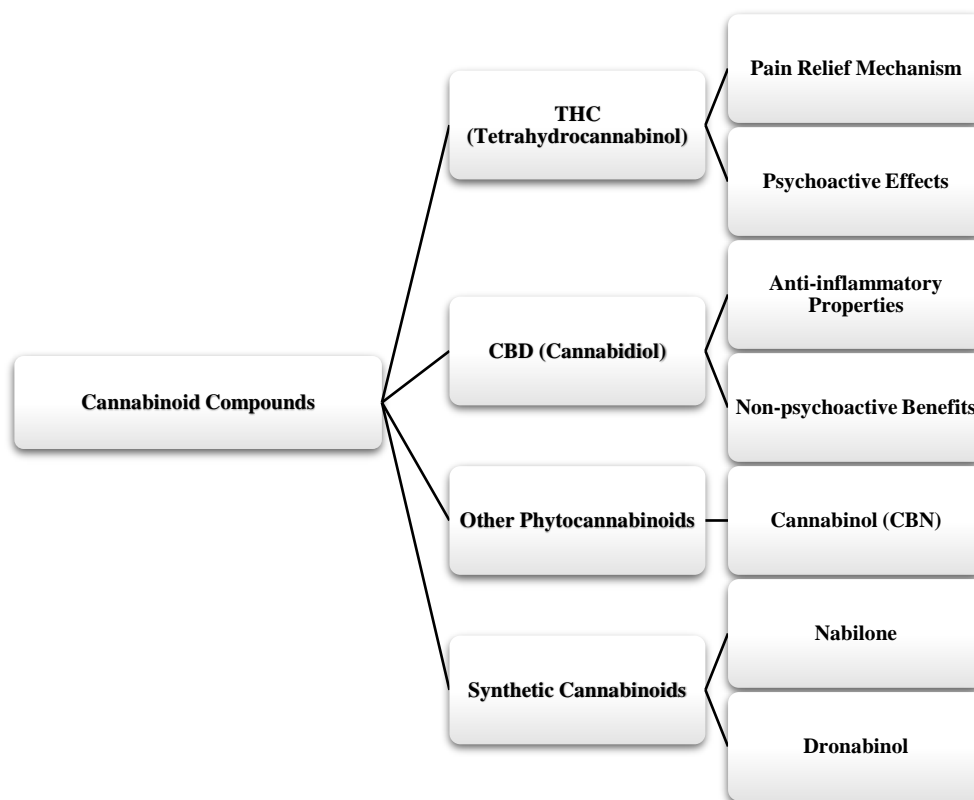 Cannabinoid Compounds
THC
(Tetrahydrocannabinol)
Pain Relief Mechanism
Psychoactive Effects
CBD (Cannabidiol)
Anti-inflammatory
Properties
Non-psychoactive Benefits
Other Phytocannabinoids
Cannabinol (CBN)
Synthetic Cannabinoids
Nabilone
Dronabinol